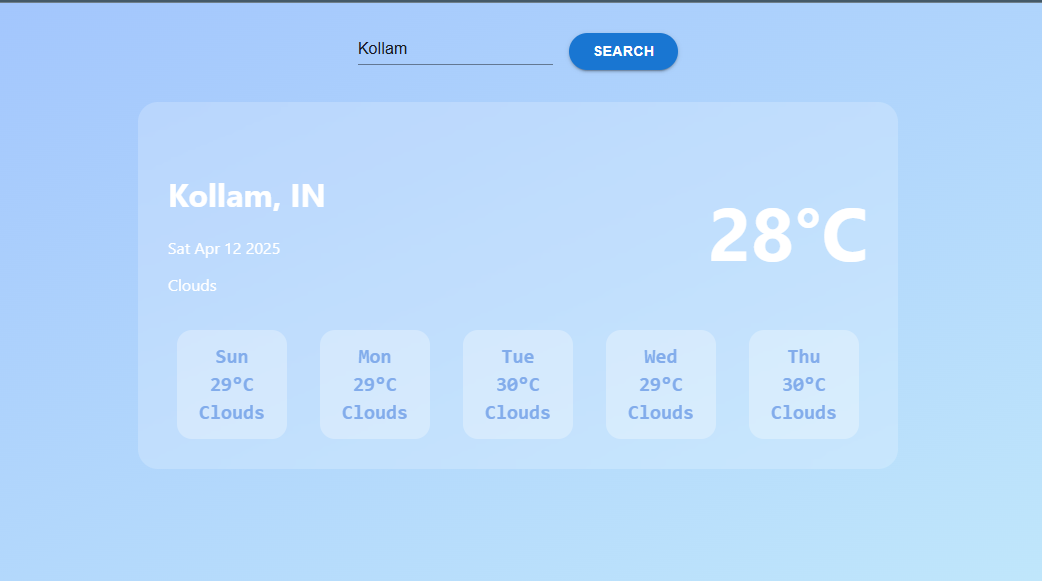 Kollam
SEARCH
Kollam, IN
Sat Apr 12 2025
Clouds
28°C
Sun
29°C
Clouds
Mon
29°C
Clouds
Tue
30°C
Clouds
Wed
29°C
Clouds
Thu
30°C
Clouds